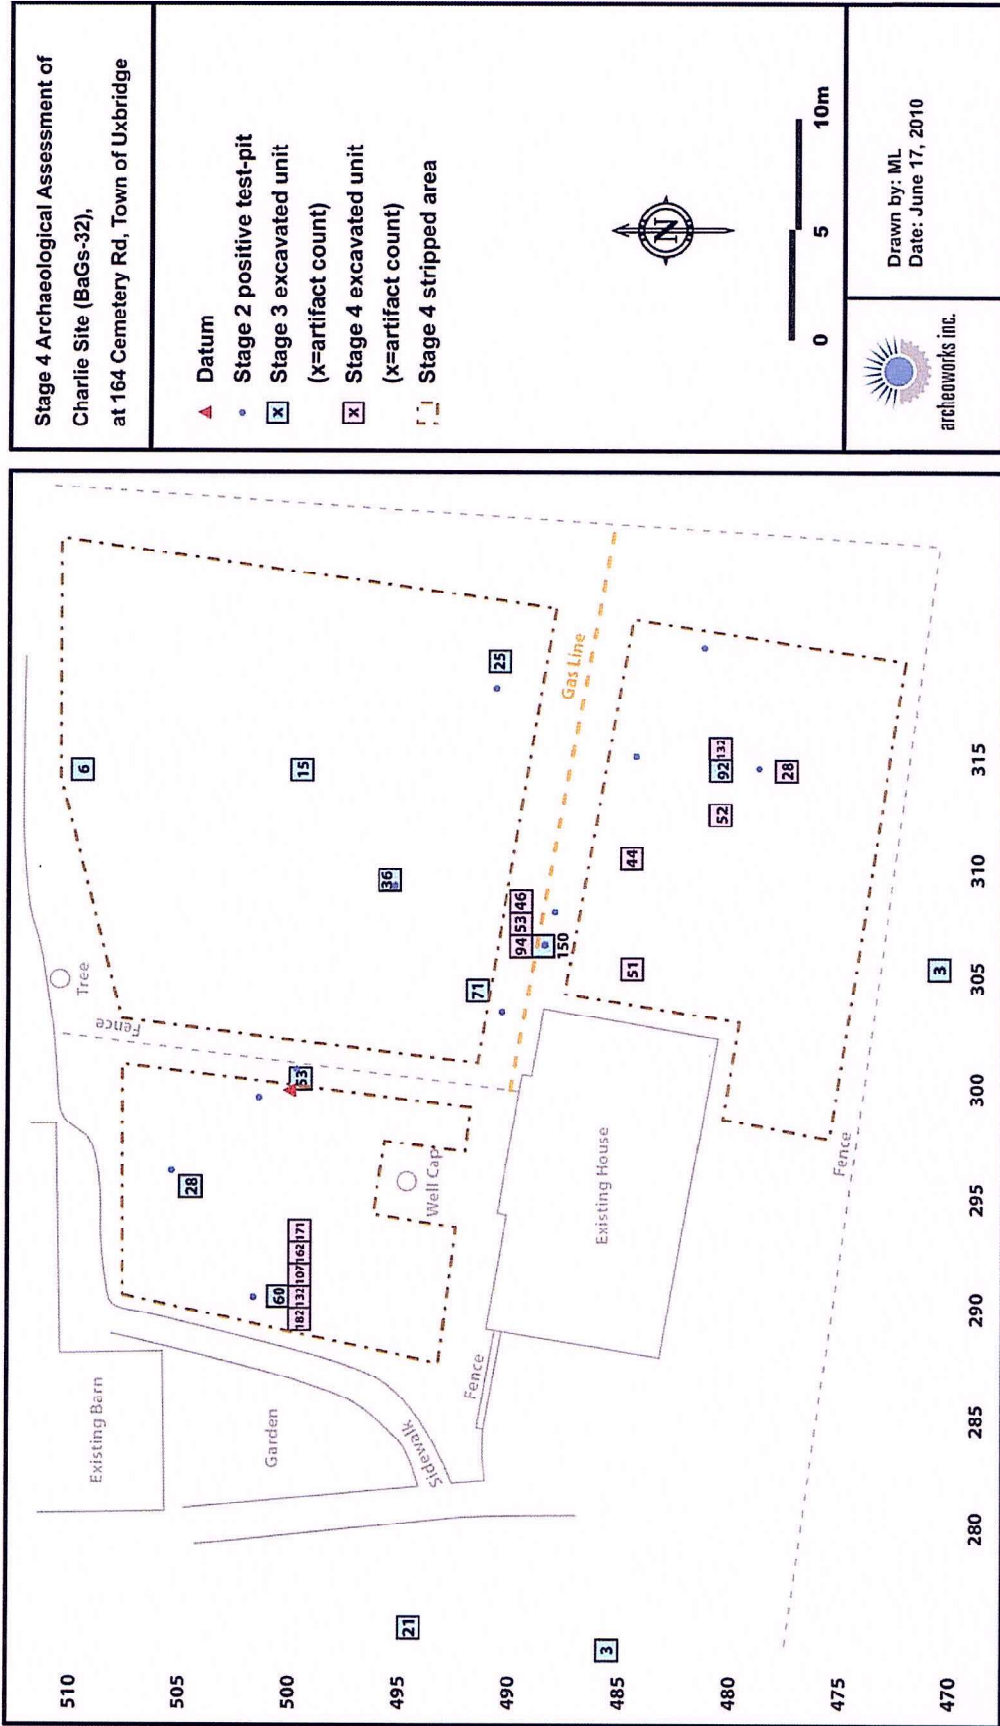 Stage 4 Archaeological Assessment of
Charlie Site (BaGs-32),
at 164 Cemetery Rd, Town of Uxbridge
Datum
Stage 2 positive test-pit
x Stage 3 excavated unit
(x=artifact count)
x Stage 4 excavated unit
(x=artifact count)
Stage 4 stripped area
N
0 5 10m
archeoworks inc.
Drawn by: ML
Date: June 17, 2010
510
505
500
495
490
485
480
475
470
280
285
290
295
300
305
310
315
Existing Barn
Garden
Sidewalk
Fence
Tree
Fence
Well Cap
Existing House
Gas Line
Fence
6
15
25
36
71
53
28
60
182 132 107 162 171
94 53 46
150
51
44
52
92 132
28
21
3
3